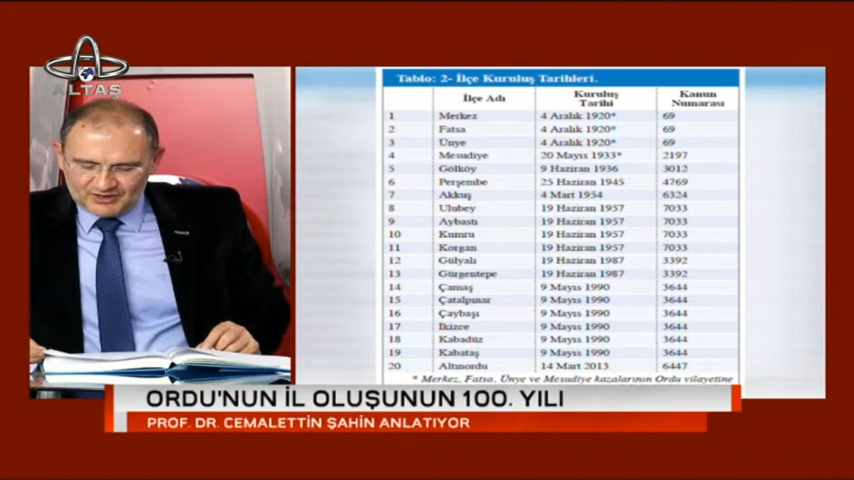 ALTAŞ
Tablo: 2- İlçe Kuruluş Tarihleri.
İlçe Adı Kuruluş Tarihi Kanun Numarası
1 Merkez 4 Aralık 1920* 69
2 Fatsa 4 Aralık 1920* 69
3 Ünye 4 Aralık 1920* 69
4 Mesudiye 20 Mayıs 1933* 2197
5 Gölköy 9 Haziran 1936 3012
6 Perşembe 25 Haziran 1945 4769
7 Akkuş 4 Mart 1954 6324
8 Ulubey 19 Haziran 1957 7033
9 Aybastı 19 Haziran 1957 7033
10 Kumru 19 Haziran 1957 7033
11 Korgan 19 Haziran 1957 7033
12 Gülyalı 19 Haziran 1987 3392
13 Gürgentepe 19 Haziran 1987 3392
14 Çamaş 9 Mayıs 1990 3644
15 Çatalpınar 9 Mayıs 1990 3644
16 Çaybaşı 9 Mayıs 1990 3644
17 İkizce 9 Mayıs 1990 3644
18 Kabadüz 9 Mayıs 1990 3644
19 Kabataş 9 Mayıs 1990 3644
20 Altınordu 14 Mart 2013 6447
* Merkez, Fatsa, Ünye ve Mesudiye kazalarının Ordu vilayetine
ORDU'NUN İL OLUŞUNUN 100. YILI
PROF. DR. CEMALETTİN ŞAHİN ANLATIYOR